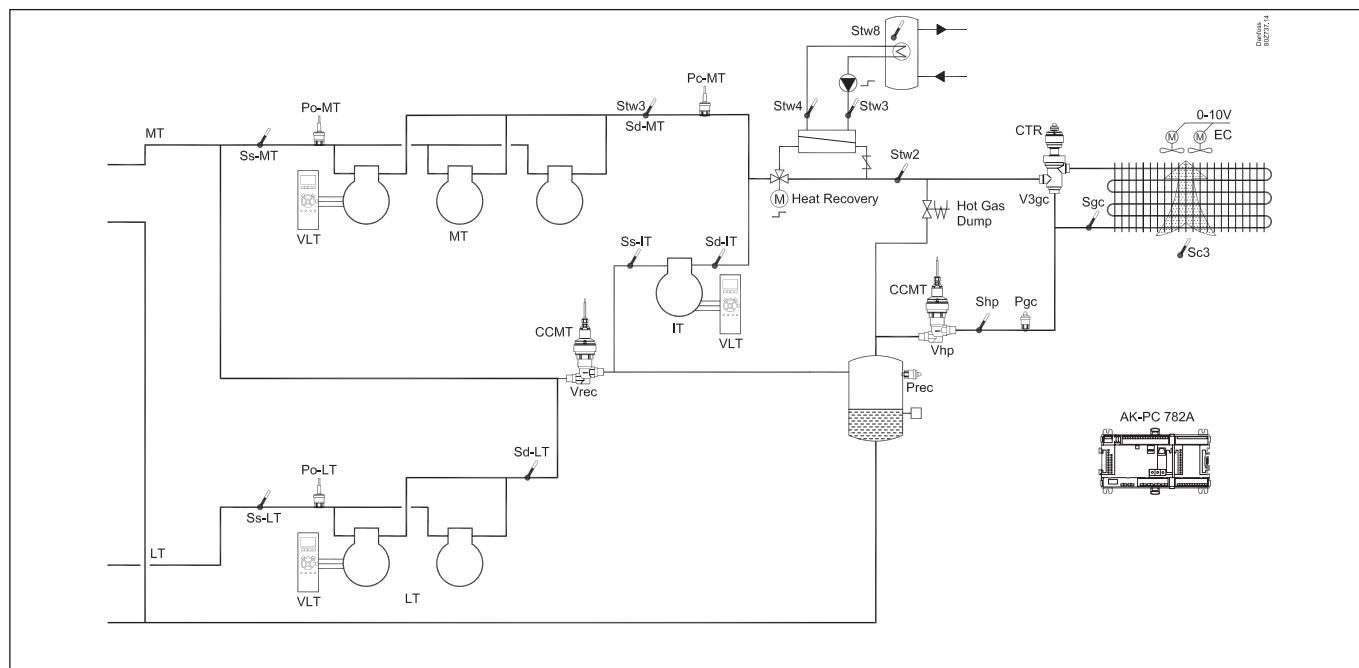 Danfoss
80Z737.14
Stw8
Pc-MT
0-10V
Po-MT
Stw4
Stw3
CTR
M
M
EC
MT
Stw3
Sd-MT
Ss-MT
Stw2
M
Heat Recovery
V3gc
Sgc
Hot Gas
Dump
VLT
MT
Ss-IT
Sd-IT
Sc3
CCMT
Shp
Pgc
CCMT
IT
VLT
Vhp
Vrec
Prec
AK-PC 782A
Sd-LT
Po-LT
Ss-LT
LT
VLT
LT